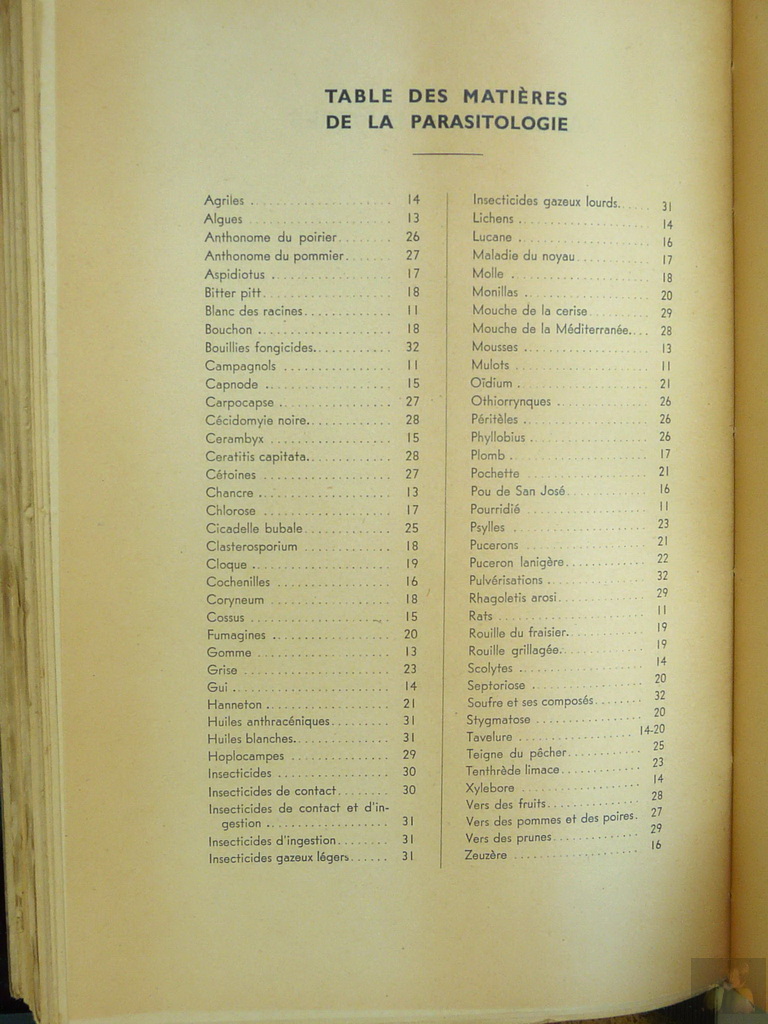 TABLE DES MATIÈRES
DE LA PARASITOLOGIE
Agriles . . . . . . . . . . . . . . . . . . . . 14
Algues . . . . . . . . . . . . . . . . . . . . 13
Anthonome du poirier. . . . . . . . 26
Anthonome du pommier. . . . . . . 27
Aspidiotus . . . . . . . . . . . . . . . . . 17
Bitter pitt. . . . . . . . . . . . . . . . . . 18
Blanc des racines. . . . . . . . . . . . 11
Bouchon . . . . . . . . . . . . . . . . . . 18
Bouillies fongicides. . . . . . . . . . . 32
Campagnols . . . . . . . . . . . . . . . 11
Capnode . . . . . . . . . . . . . . . . . . 15
Carpocapse . . . . . . . . . . . . . . . . 27
Cécidomyie noire. . . . . . . . . . . . 28
Cerambyx . . . . . . . . . . . . . . . . . 15
Ceratitis capitata. . . . . . . . . . . . 28
Cétoines . . . . . . . . . . . . . . . . . . 27
Chancre . . . . . . . . . . . . . . . . . . 13
Chlorose . . . . . . . . . . . . . . . . . . 17
Cicadelle bubale. . . . . . . . . . . . . 25
Clasterosporium . . . . . . . . . . . . 18
Cloque . . . . . . . . . . . . . . . . . . . 19
Cochenilles . . . . . . . . . . . . . . . . 16
Coryneum . . . . . . . . . . . . . . . . . 18
Cossus . . . . . . . . . . . . . . . . . . . 15
Fumagines . . . . . . . . . . . . . . . . . 20
Gomme . . . . . . . . . . . . . . . . . . . 13
Grise . . . . . . . . . . . . . . . . . . . . . 23
Gui . . . . . . . . . . . . . . . . . . . . . . 14
Hanneton . . . . . . . . . . . . . . . . . . 21
Huiles anthracéniques. . . . . . . . . 31
Huiles blanches. . . . . . . . . . . . . . 31
Hoplocampes . . . . . . . . . . . . . . . 29
Insecticides . . . . . . . . . . . . . . . . 30
Insecticides de contact. . . . . . . . 30
Insecticides de contact et d'in-
gestion . . . . . . . . . . . . . . . . . . 31
Insecticides d'ingestion. . . . . . . . 31
Insecticides gazeux légers. . . . . . 31
Insecticides gazeux lourds. . . . . . 31
Lichens . . . . . . . . . . . . . . . . . . . 14
Lucane . . . . . . . . . . . . . . . . . . . 16
Maladie du noyau. . . . . . . . . . . . 17
Molle . . . . . . . . . . . . . . . . . . . . 18
Monillas . . . . . . . . . . . . . . . . . . 20
Mouche de la cerise. . . . . . . . . . 29
Mouche de la Méditerranée. . . . 28
Mousses . . . . . . . . . . . . . . . . . . 13
Mulots . . . . . . . . . . . . . . . . . . . 11
Oïdium . . . . . . . . . . . . . . . . . . . 21
Othiorrynques . . . . . . . . . . . . . . 26
Péritèles . . . . . . . . . . . . . . . . . . 26
Phyllobius . . . . . . . . . . . . . . . . . 26
Plomb . . . . . . . . . . . . . . . . . . . . 17
Pochette . . . . . . . . . . . . . . . . . . 21
Pou de San José . . . . . . . . . . . . 16
Pourridié . . . . . . . . . . . . . . . . . 11
Psylles . . . . . . . . . . . . . . . . . . . 23
Pucerons . . . . . . . . . . . . . . . . . . 21
Puceron lanigère. . . . . . . . . . . . 22
Pulvérisations . . . . . . . . . . . . . . 32
Rhagoletis arosi. . . . . . . . . . . . . 29
Rats . . . . . . . . . . . . . . . . . . . . . 11
Rouille du fraisier. . . . . . . . . . . . 19
Rouille grillagée. . . . . . . . . . . . . 19
Scolytes . . . . . . . . . . . . . . . . . . 14
Septoriose . . . . . . . . . . . . . . . . 20
Soufre et ses composés. . . . . . . 32
Stygmatose . . . . . . . . . . . . . . . . 20
Tavelure . . . . . . . . . . . . . . . . . 14-20
Teigne du pêcher. . . . . . . . . . . . 25
Tenthrède limace. . . . . . . . . . . . 23
Xylebore . . . . . . . . . . . . . . . . . . 14
Vers des fruits. . . . . . . . . . . . . . 28
Vers des pommes et des poires. 27
Vers des prunes. . . . . . . . . . . . . 29
Zeuzère . . . . . . . . . . . . . . . . . . 16